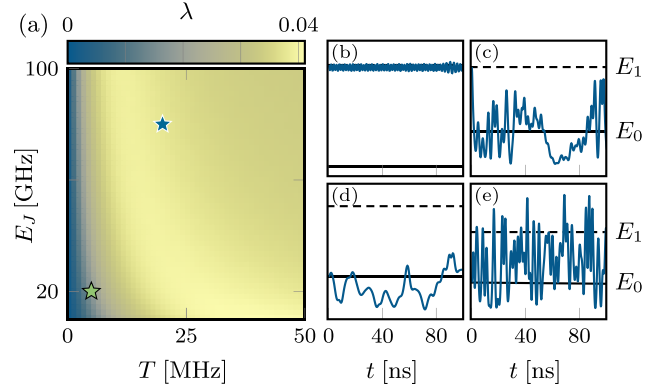 (a)
λ
0 0.04
100
20
E_J [GHz]
0 25 50
T [MHz]
(b)
(c)
E_1
E_0
(d)
(e)
E_1
E_0
0 40 80
0 40 80
t [ns]
t [ns]